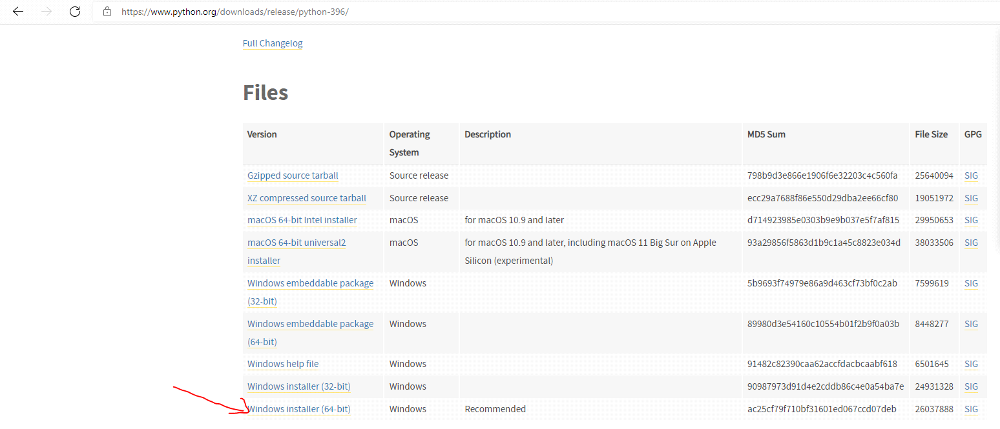 https://www.python.org/downloads/release/python-396/
Full Changelog
Files
Version Operating System Description MD5 Sum File Size GPG
Gzipped source tarball Source release 798b9d3e866e1906f6e32203c4c560fa 25640094 SIG
XZ compressed source tarball Source release ecc29a7688f86e550d29dba2ee66cf80 19051972 SIG
macOS 64-bit Intel installer macOS for macOS 10.9 and later d714923985e0303b9e9b037e5f7af815 29950653 SIG
macOS 64-bit universal2 installer macOS for macOS 10.9 and later, including macOS 11 Big Sur on Apple Silicon (experimental) 93a29856f5863d1b9c1a45c8823e034d 38033506 SIG
Windows embeddable package (32-bit) Windows 5b9693f74979e86a9d463cf73bf0c2ab 7599619 SIG
Windows embeddable package (64-bit) Windows 89980d3e54160c10554b01f2b9f0a03b 8448277 SIG
Windows help file Windows 91482c82390caa62accfdacbcaabf618 6501645 SIG
Windows installer (32-bit) Windows 90987973d91d4e2cddb86c4e0a54ba7e 24931328 SIG
Windows installer (64-bit) Windows Recommended ac25cf79f710bf31601ed067ccd07deb 26037888 SIG